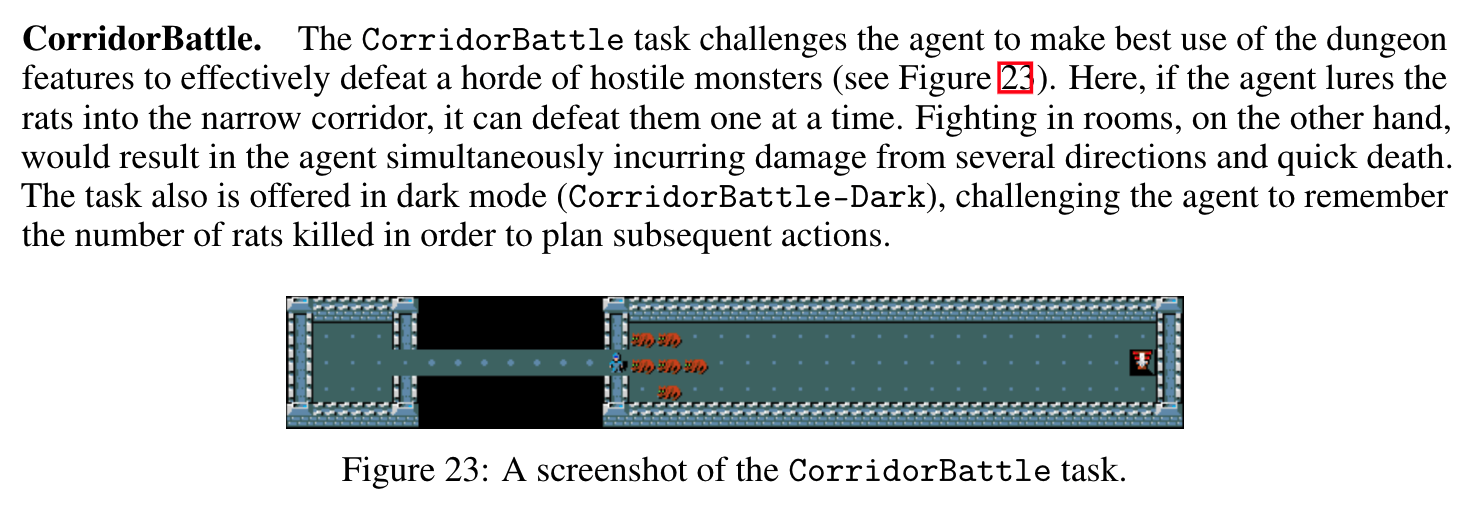 CorridorBattle. The CorridorBattle task challenges the agent to make best use of the dungeon
features to effectively defeat a horde of hostile monsters (see Figure 23). Here, if the agent lures the
rats into the narrow corridor, it can defeat them one at a time. Fighting in rooms, on the other hand,
would result in the agent simultaneously incurring damage from several directions and quick death.
The task also is offered in dark mode (CorridorBattle-Dark), challenging the agent to remember
the number of rats killed in order to plan subsequent actions.
Figure 23: A screenshot of the CorridorBattle task.